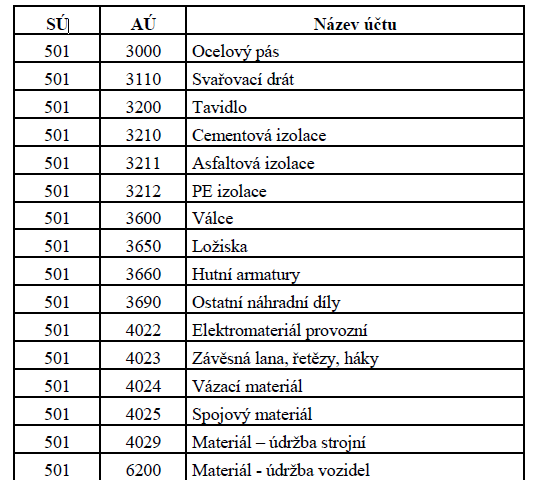 SÚ AÚ Název účtu
501 3000 Ocelový pás
501 3110 Svařovací drát
501 3200 Tavidlo
501 3210 Cementová izolace
501 3211 Asfaltová izolace
501 3212 PE izolace
501 3600 Válce
501 3650 Ložiska
501 3660 Hutní armatury
501 3690 Ostatní náhradní díly
501 4022 Elektromateriál provozní
501 4023 Závěsná lana, řetězy, háky
501 4024 Vázací materiál
501 4025 Spojový materiál
501 4029 Materiál – údržba strojní
501 6200 Materiál - údržba vozidel